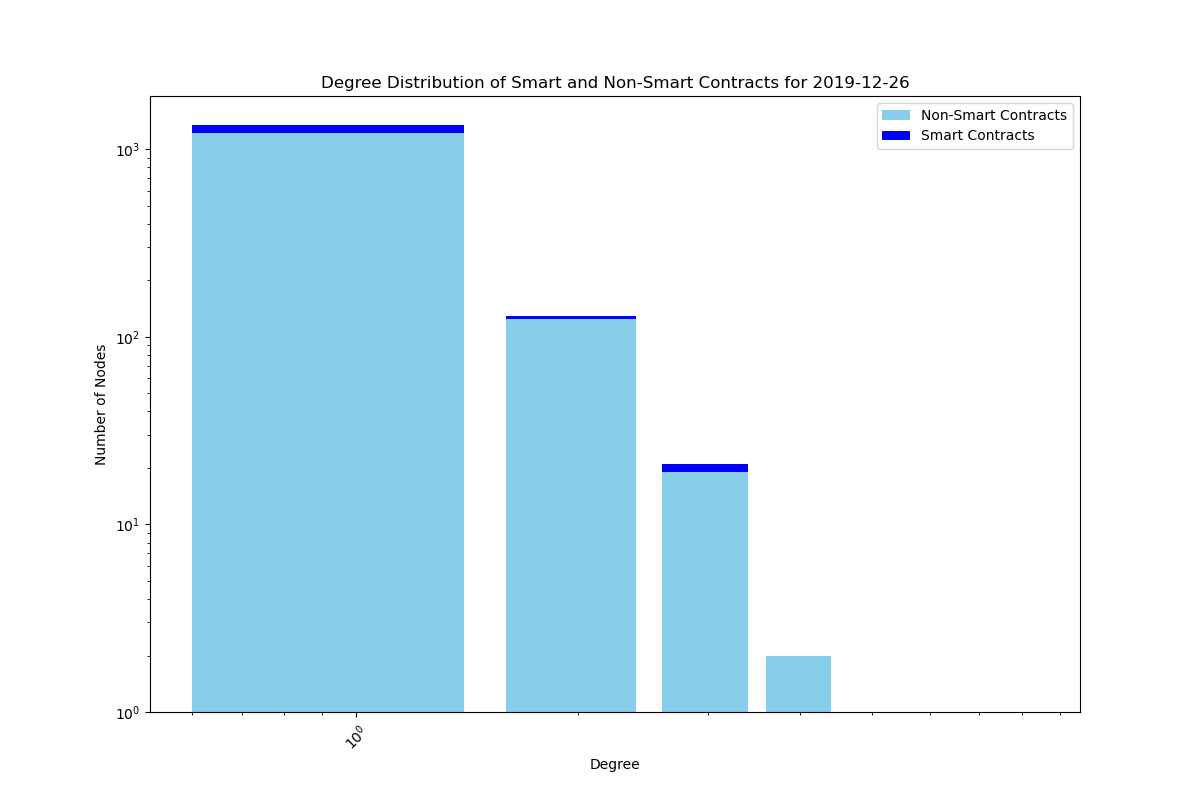 Degree Distribution of Smart and Non-Smart Contracts for 2019-12-26
Non-Smart Contracts
Smart Contracts
Number of Nodes
10³
10²
10¹
10⁰
10⁰
Degree